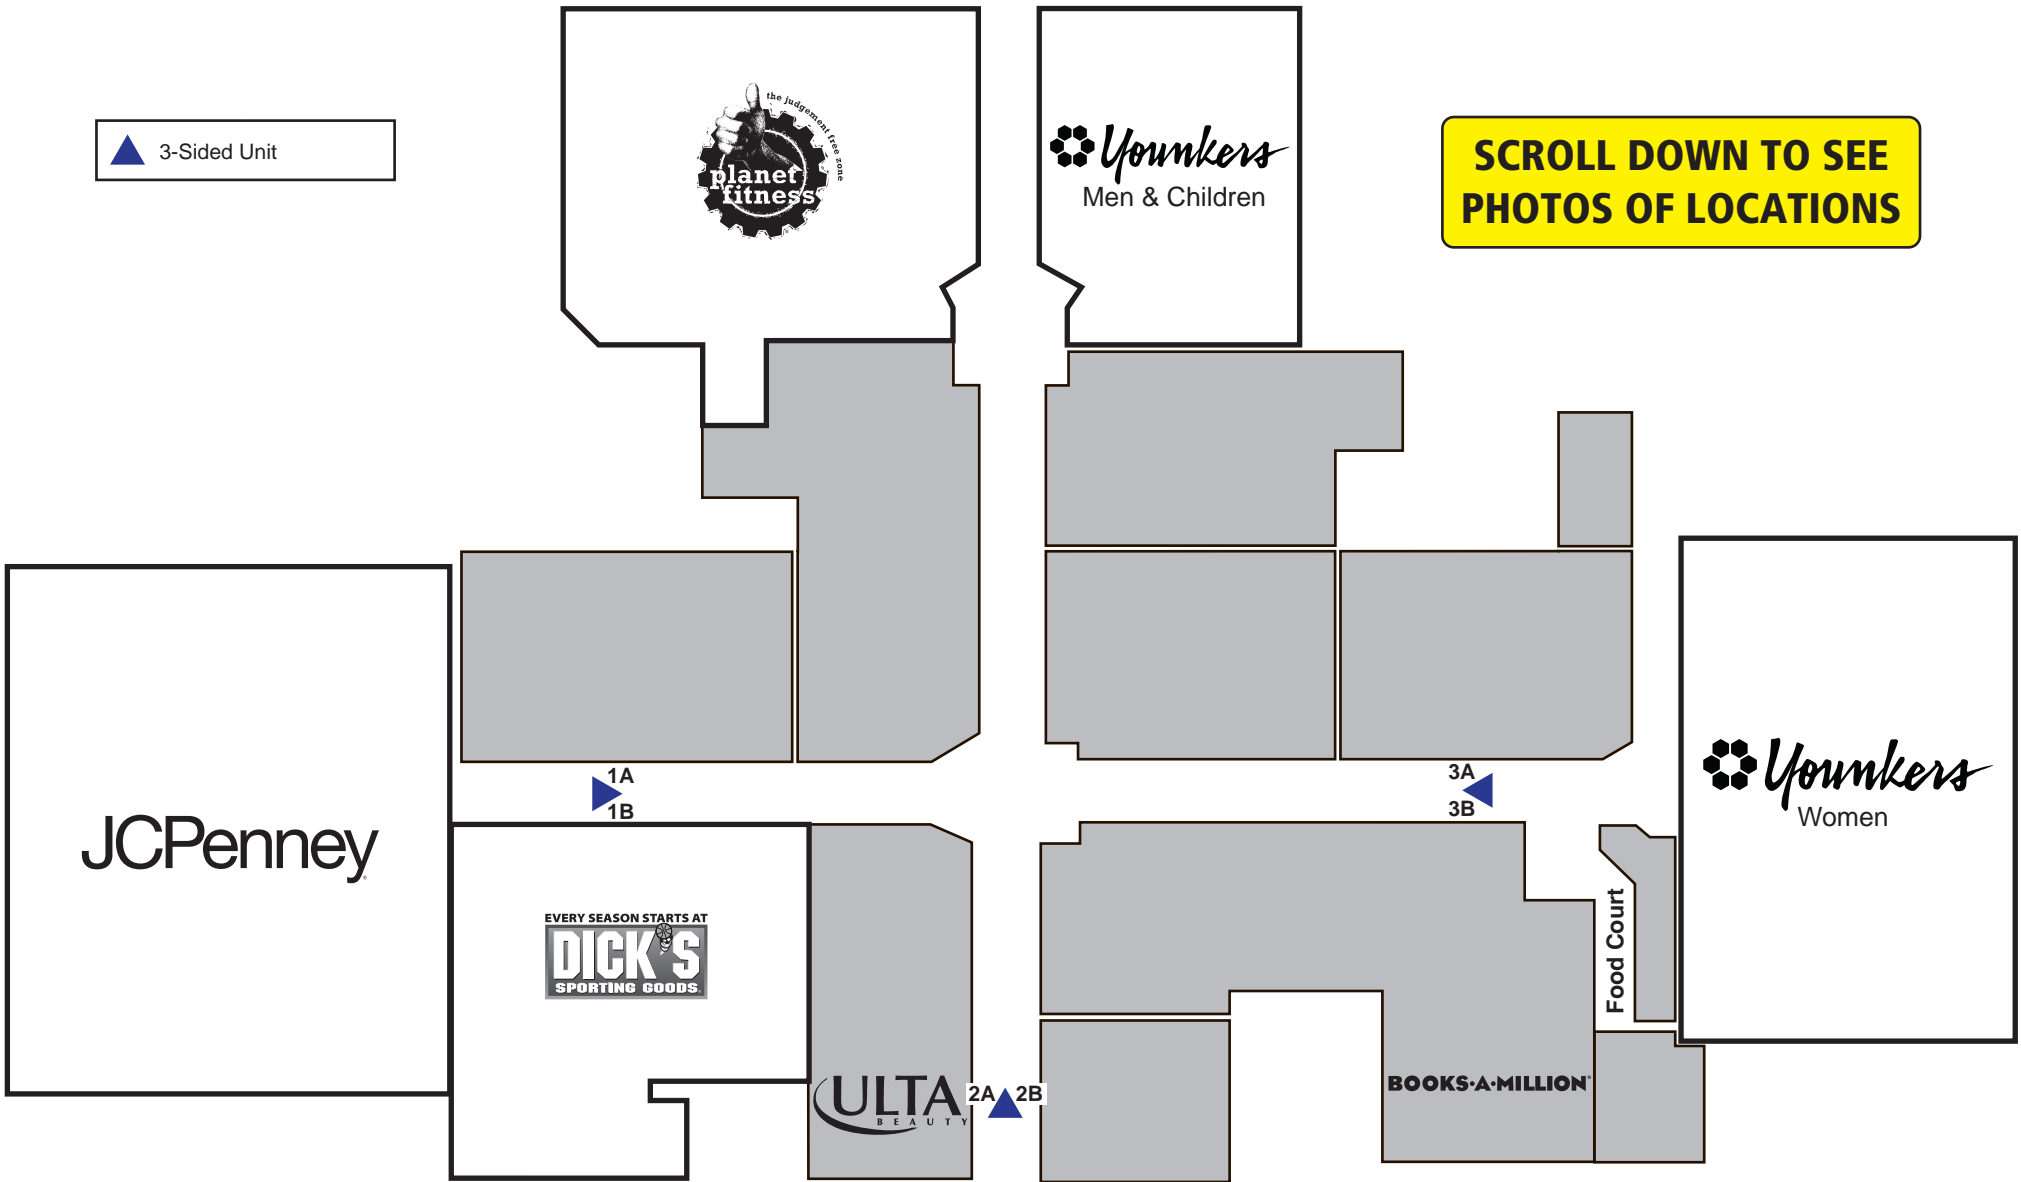 the judgement free zone
planet
fitness
Younkers
Men & Children
3-Sided Unit
SCROLL DOWN TO SEE
PHOTOS OF LOCATIONS
1A
1B
3A
3B
Younkers
Women
JCPenney
EVERY SEASON STARTS AT
DICK'S
SPORTING GOODS
Food Court
ULTA
BEAUTY
2A 2B
BOOKS·A·MILLION